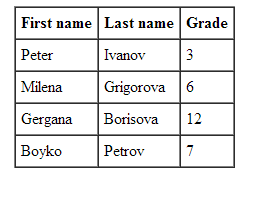 First name Last name Grade
Peter Ivanov 3
Milena Grigorova 6
Gergana Borisova 12
Boyko Petrov 7